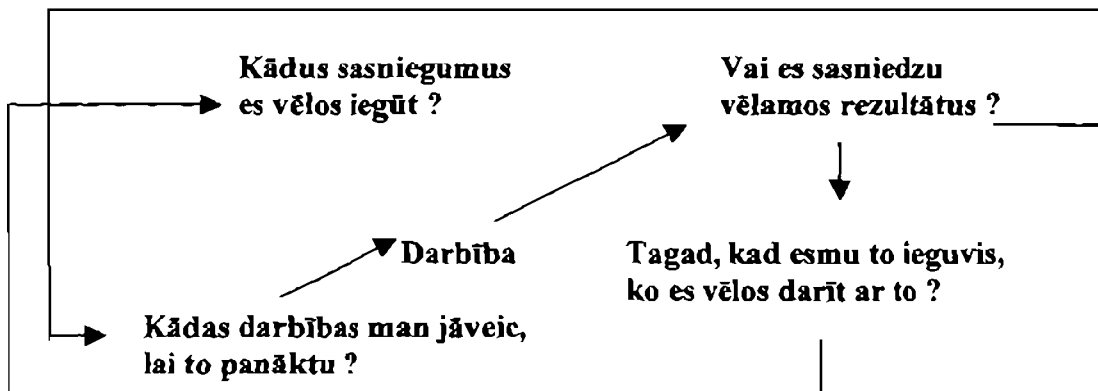 Kādus sasniegumus
es vēlos iegūt ?
Vai es sasniedzu
vēlamos rezultātus ?
Darbība
Tagad, kad esmu to ieguvis,
ko es vēlos darīt ar to ?
Kādas darbības man jāveic,
lai to panāktu ?